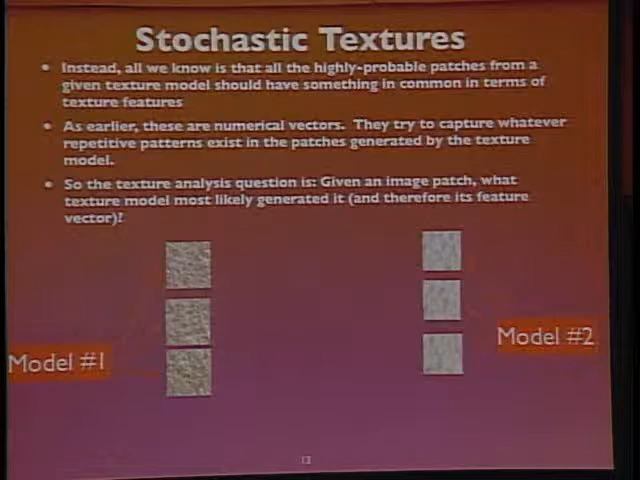 Stochastic Textures
• Instead, all we know is that all the highly-probable patches from a
given texture model should have something in common in terms of
texture features
• As earlier, these are numerical vectors. They try to capture whatever
repetitive patterns exist in the patches generated by the texture
model.
• So the texture analysis question is: Given an image patch, what
texture model most likely generated it (and therefore its feature
vector)?
Model #2
Model #1
13